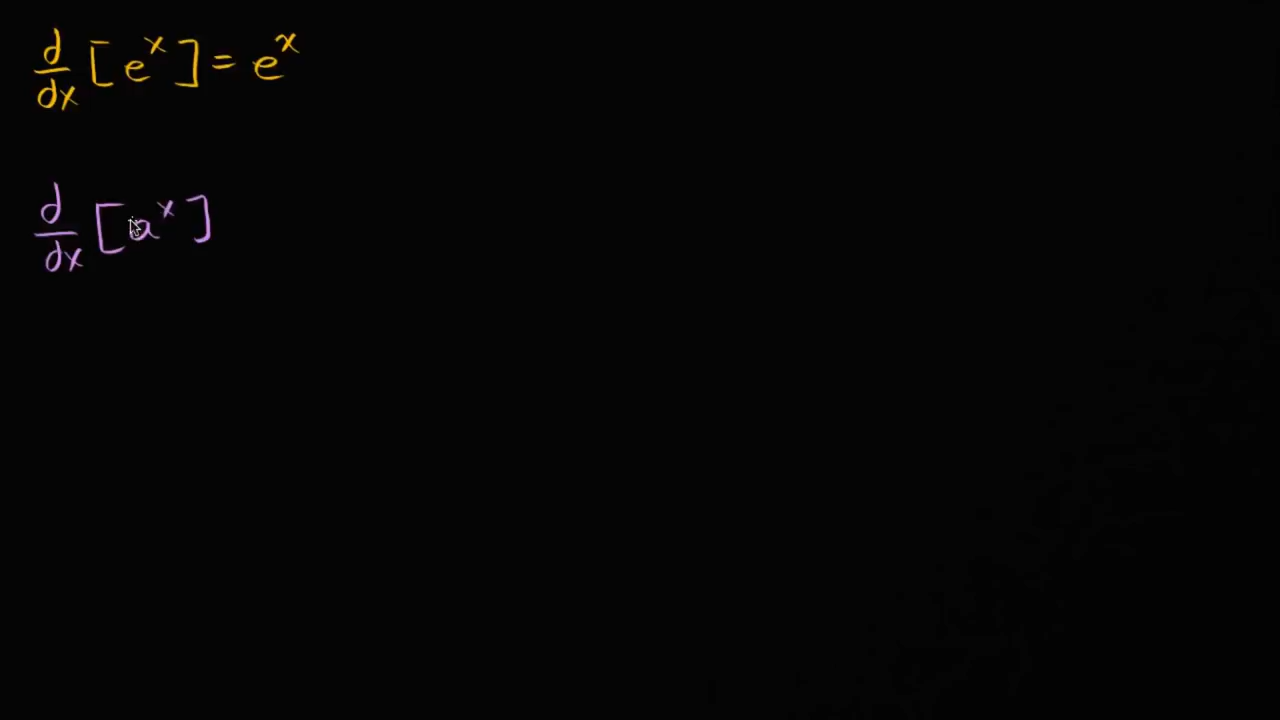 d/dx [e^x] = e^x
d/dx [a^x]